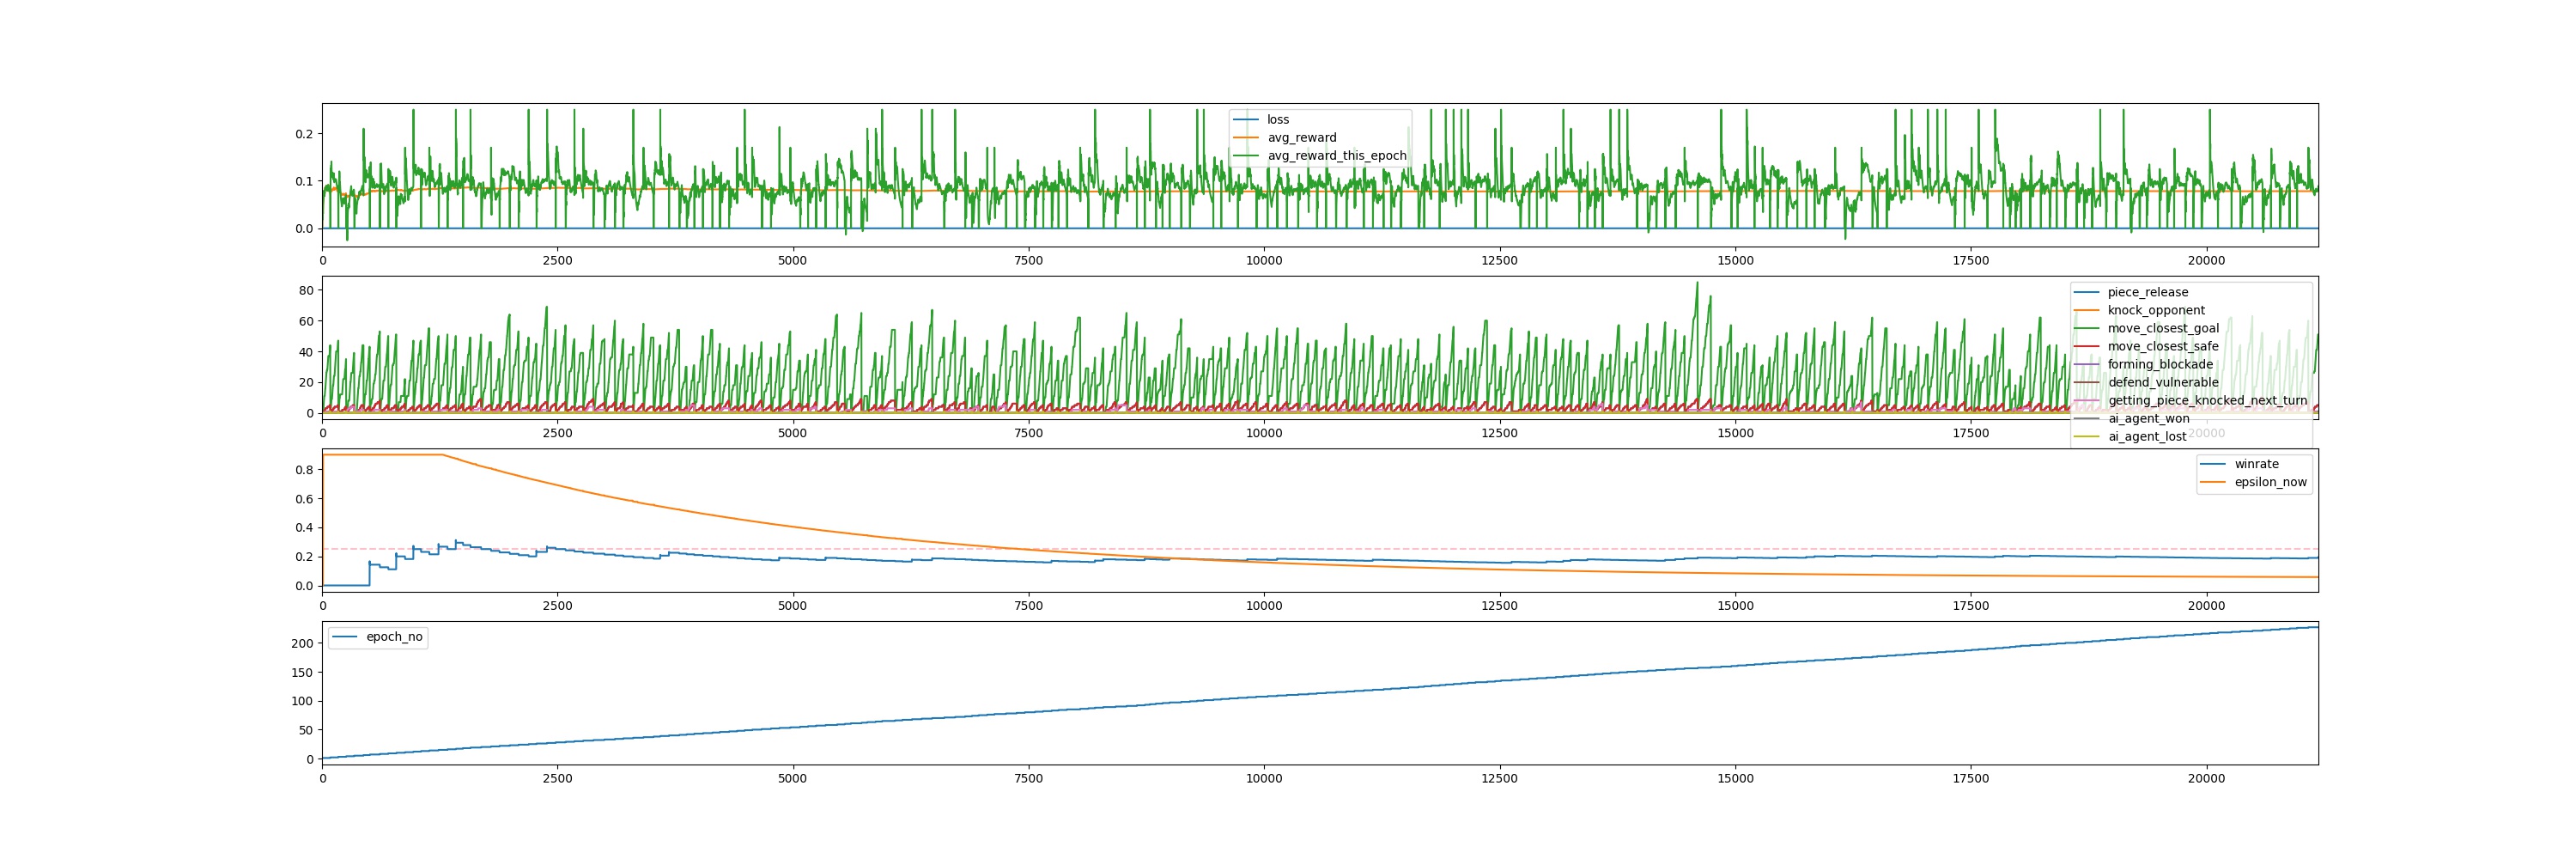 0.2
0.1
0.0
loss
avg_reward
avg_reward_this_epoch
0 2500 5000 7500 10000 12500 15000 17500 20000
80
60
40
20
0
piece_release
knock_opponent
move_closest_goal
move_closest_safe
forming_blockade
defend_vulnerable
getting_piece_knocked_next_turn
ai_agent_won
ai_agent_lost
0 2500 5000 7500 10000 12500 15000 17500 20000
0.8
0.6
0.4
0.2
0.0
winrate
epsilon_now
0 2500 5000 7500 10000 12500 15000 17500 20000
200
150
100
50
0
epoch_no
0 2500 5000 7500 10000 12500 15000 17500 20000